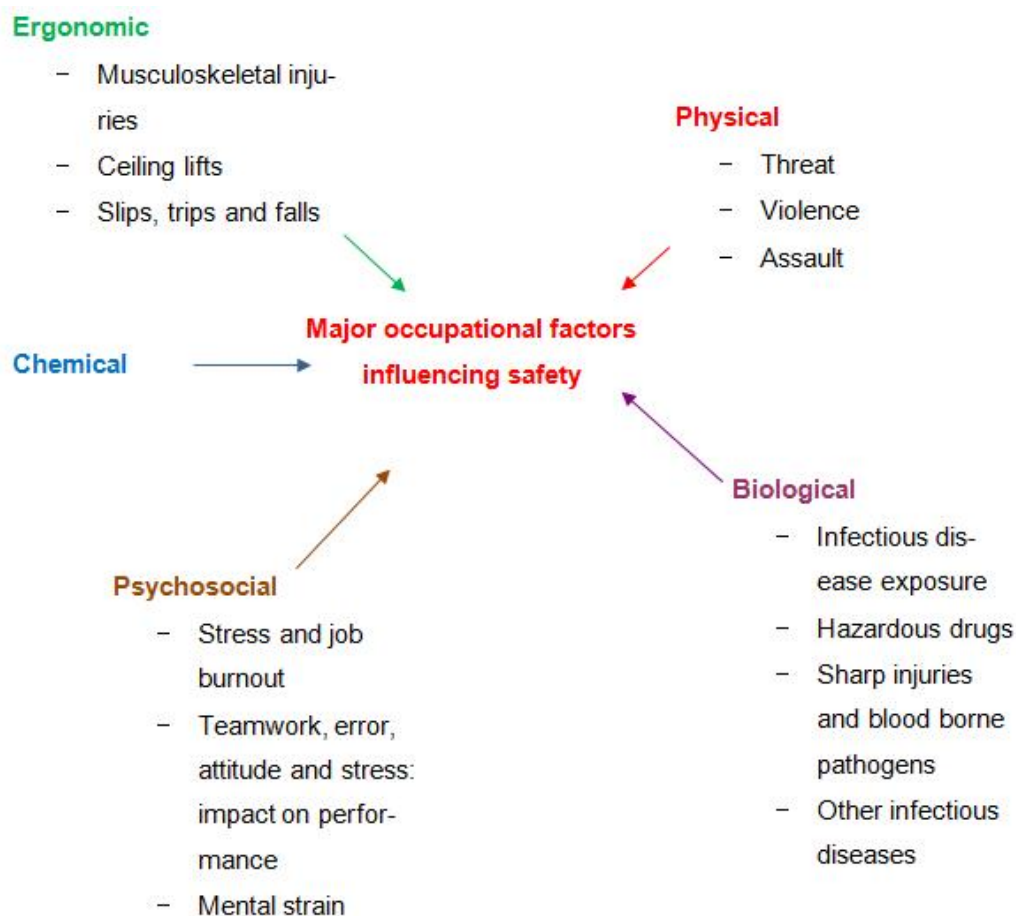 Ergonomic
− Musculoskeletal inju-
ries
− Ceiling lifts
− Slips, trips and falls
Physical
− Threat
− Violence
− Assault
Major occupational factors
influencing safety
Chemical
Biological
− Infectious dis-
ease exposure
− Hazardous drugs
− Sharp injuries
and blood borne
pathogens
− Other infectious
diseases
Psychosocial
− Stress and job
burnout
− Teamwork, error,
attitude and stress:
impact on perfor-
mance
− Mental strain